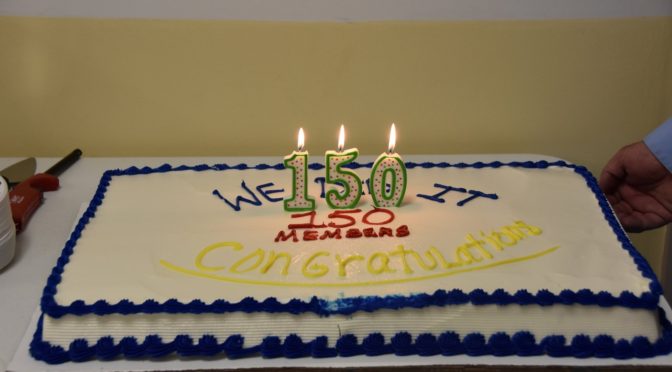 150
WE IT
150
MEMBERS
Congratulation